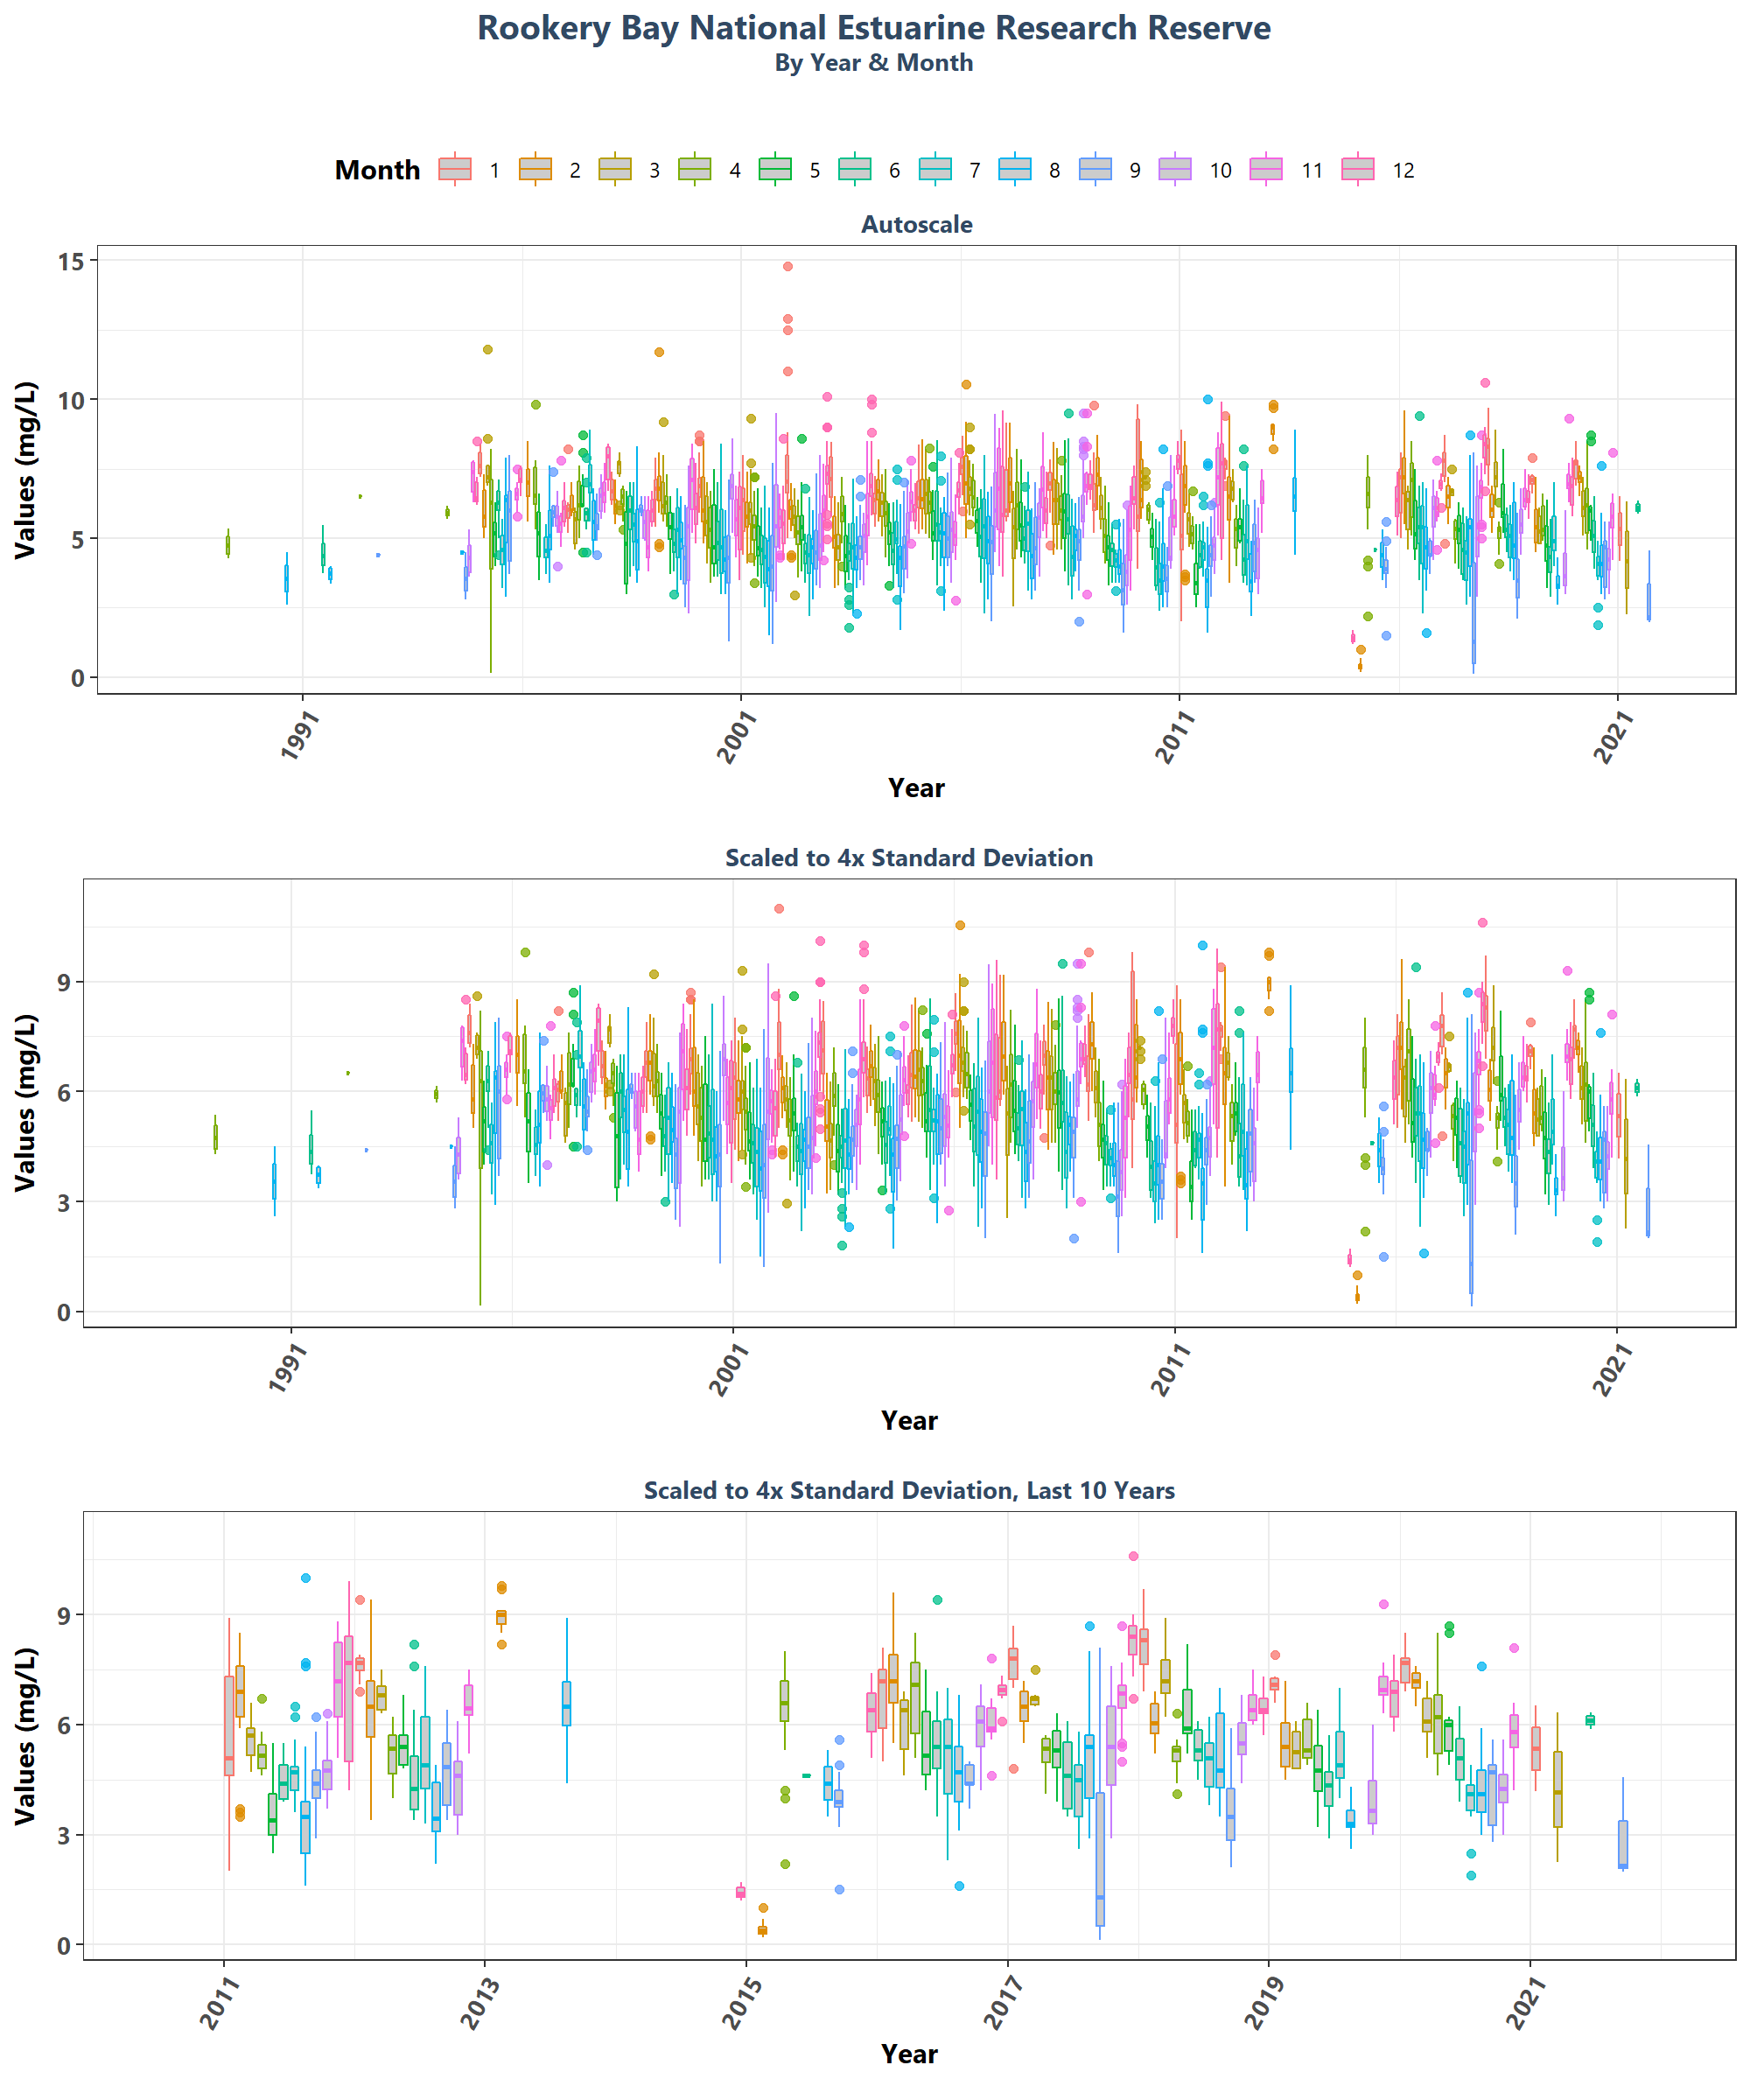 Rookery Bay National Estuarine Research Reserve
By Year & Month
Month 1 2 3 4 5 6 7 8 9 10 11 12
Autoscale
Values (mg/L)
15
10
5
0
1991 2001 2011 2021
Year
Scaled to 4x Standard Deviation
Values (mg/L)
9
6
3
0
1991 2001 2011 2021
Year
Scaled to 4x Standard Deviation, Last 10 Years
Values (mg/L)
9
6
3
0
2011 2013 2015 2017 2019 2021
Year